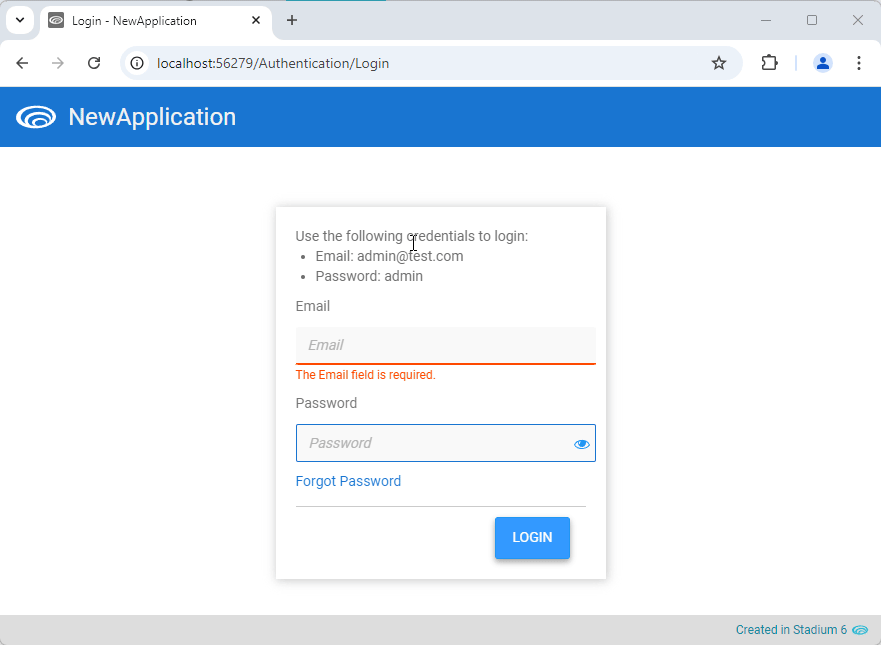 Login - NewApplication
localhost:56279/Authentication/Login
NewApplication
Use the following credentials to login:
Email: admin@test.com
Password: admin
Email
Email
The Email field is required.
Password
Password
Forgot Password
LOGIN
Created in Stadium 6